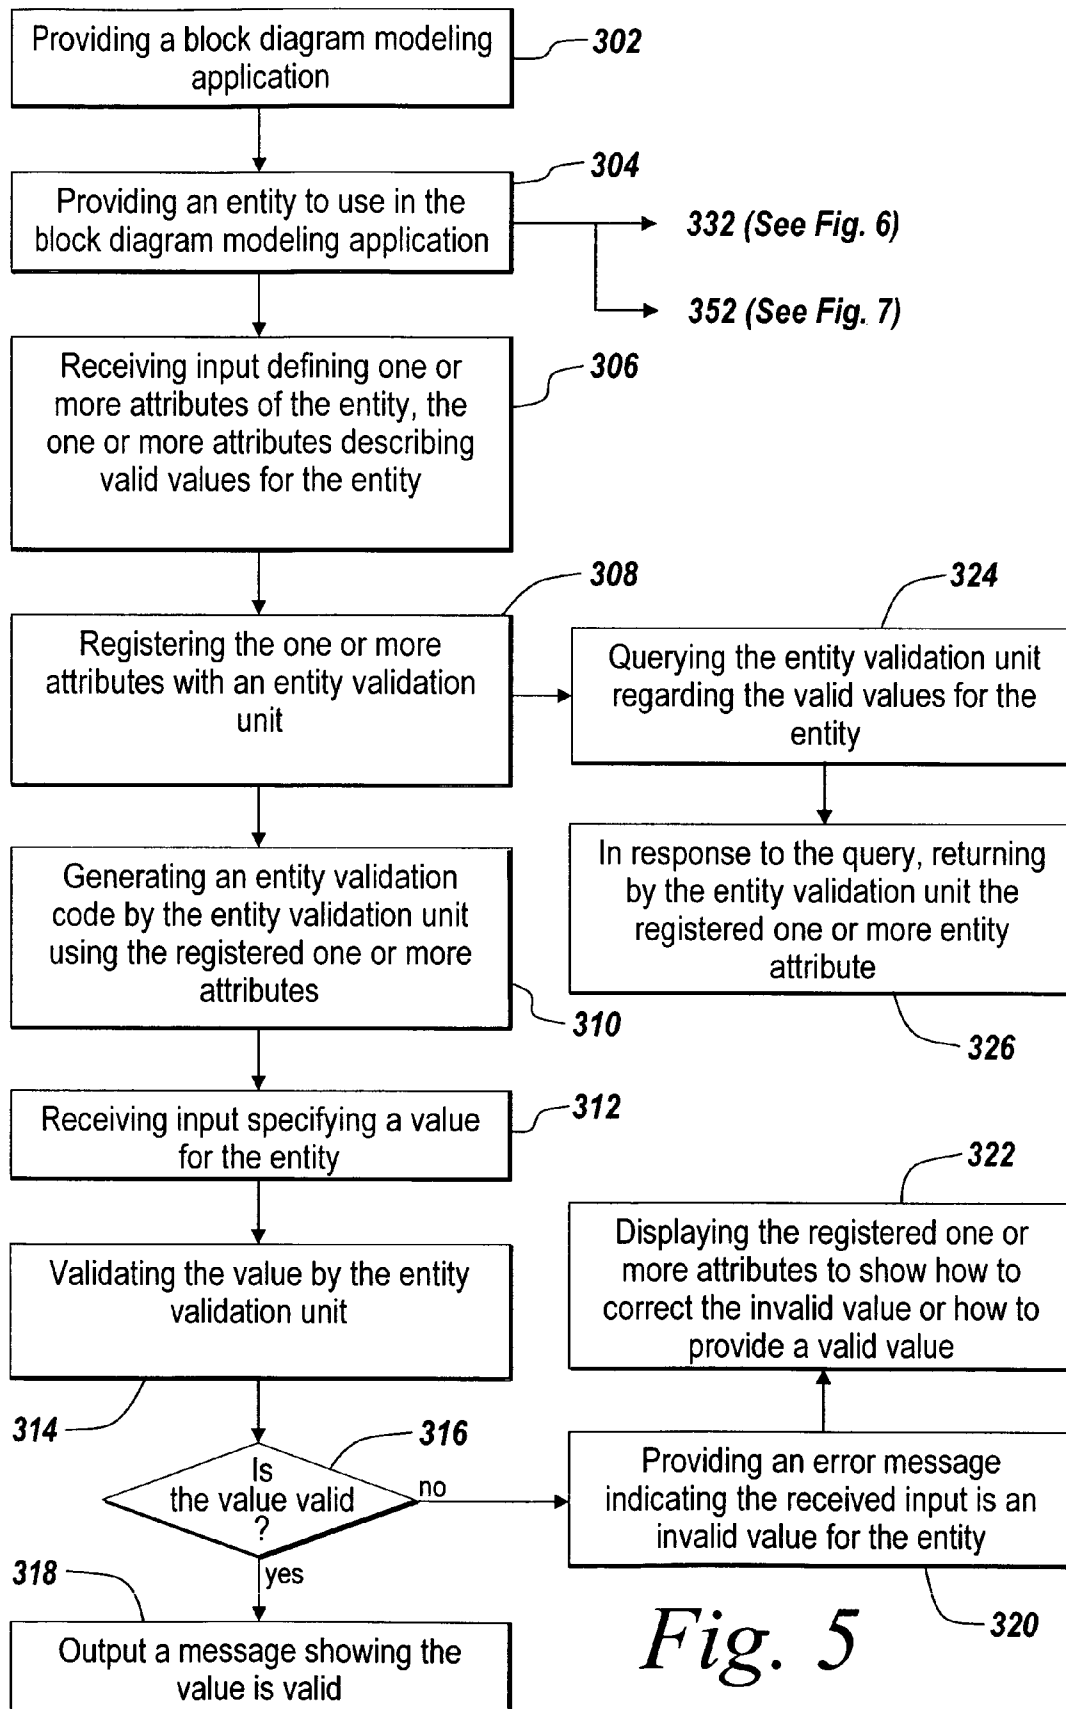 Providing a block diagram modeling
application
302
304
Providing an entity to use in the
block diagram modeling application
332 (See Fig. 6)
352 (See Fig. 7)
Receiving input defining one or
more attributes of the entity, the
one or more attributes describing
valid values for the entity
306
308
Registering the one or more
attributes with an entity validation
unit
324
Querying the entity validation unit
regarding the valid values for the
entity
Generating an entity validation
code by the entity validation unit
using the registered one or more
attributes
310
In response to the query, returning
by the entity validation unit the
registered one or more entity
attribute
326
Receiving input specifying a value
for the entity
312
322
Displaying the registered one or
more attributes to show how to
correct the invalid value or how to
provide a valid value
Validating the value by the entity
validation unit
314
316
Is
the value valid
?
no
yes
Providing an error message
indicating the received input is an
invalid value for the entity
320
318
Output a message showing the
value is valid
Fig. 5